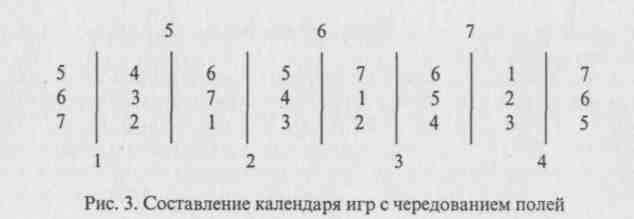 5 6 7
5 4 6 5 7 6 1 7
6 3 7 4 1 5 2 6
7 2 1 3 2 4 3 5
1 2 3 4
Рис. 3. Составление календаря игр с чередованием полей